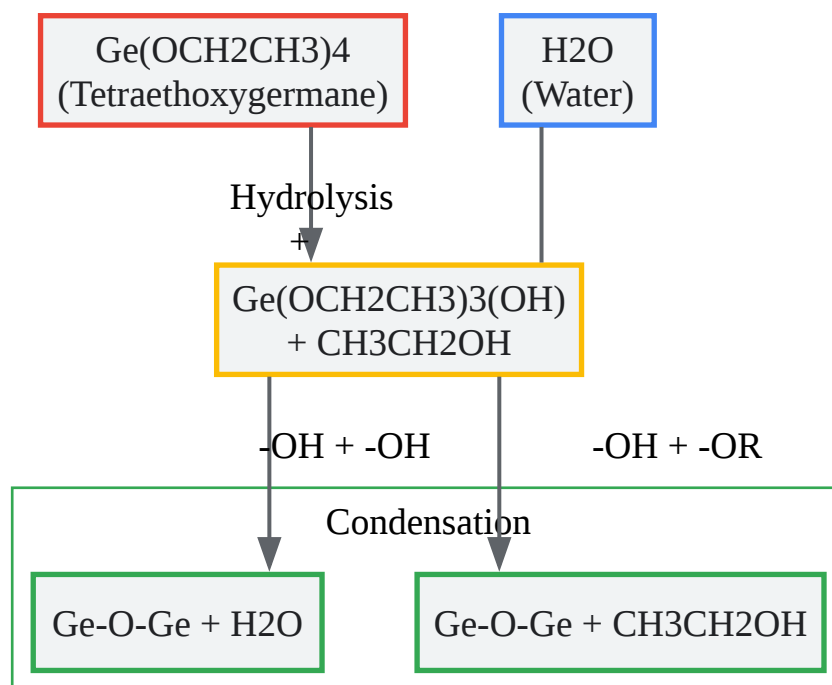 Ge(OCH2CH3)4
(Tetraethoxygermane)
H2O
(Water)
Hydrolysis
+
Ge(OCH2CH3)3(OH)
+ CH3CH2OH
-OH + -OH
-OH + -OR
Condensation
Ge-O-Ge + H2O
Ge-O-Ge + CH3CH2OH